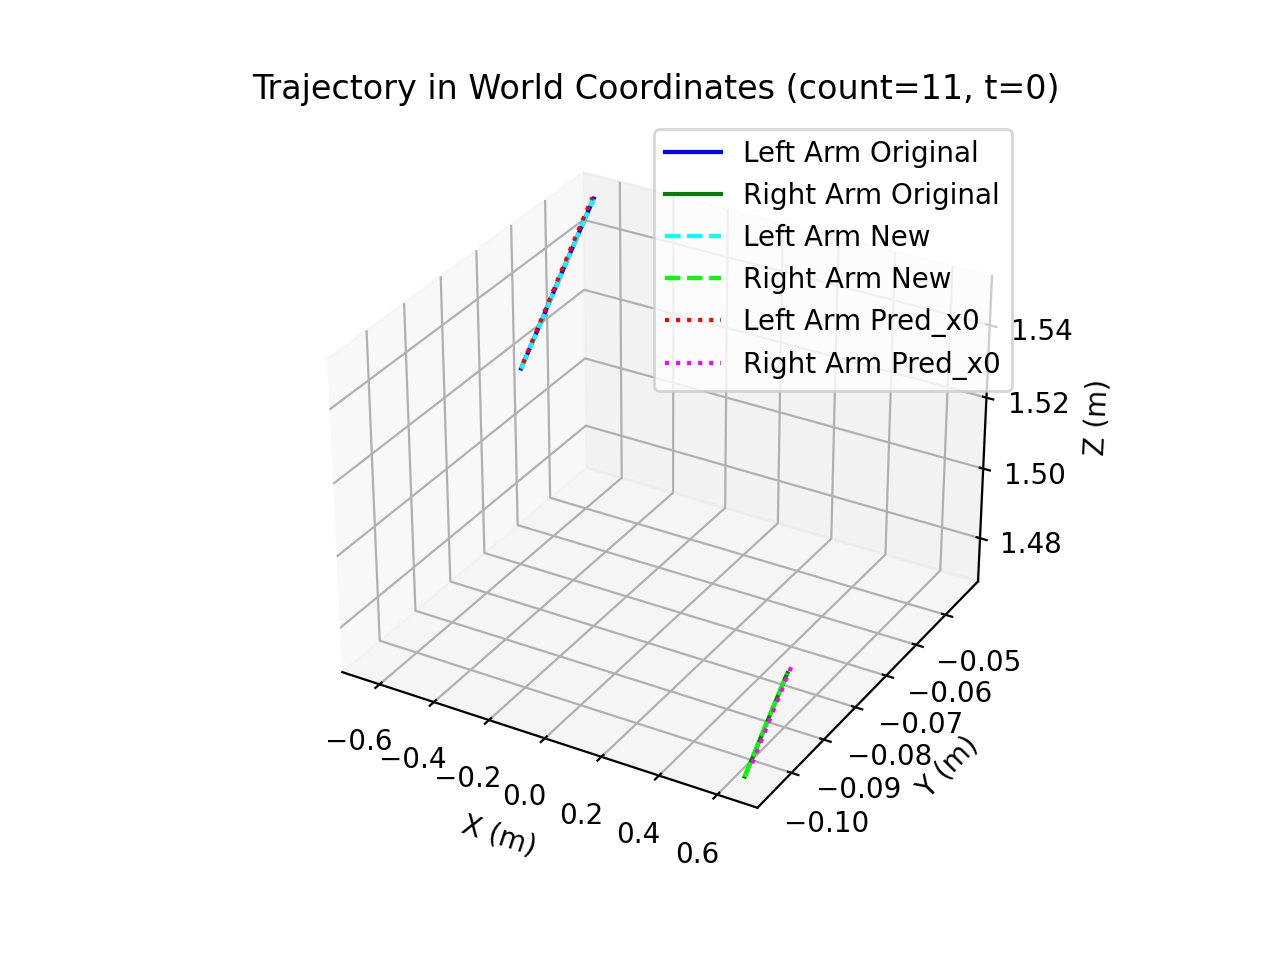 Trajectory in World Coordinates (count=11, t=0)
Left Arm Original
Right Arm Original
Left Arm New
Right Arm New
Left Arm Pred_x0
Right Arm Pred_x0
1.54
1.52
1.50
1.48
Z (m)
−0.05
−0.06
−0.07
−0.08
−0.09
−0.10
Y (m)
−0.6
−0.4
−0.2
0.0
0.2
0.4
0.6
X (m)